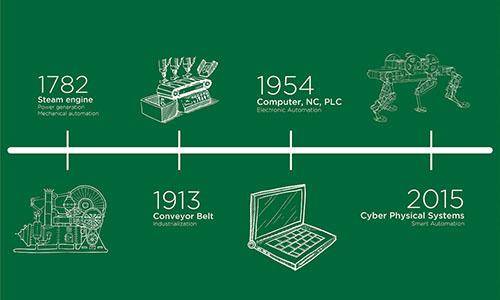 1782
Steam engine
Power generation
Mechanical automation
1954
Computer, NC, PLC
Electronic Automation
1913
Conveyor Belt
Industrialization
2015
Cyber Physical Systems
Smart Automation